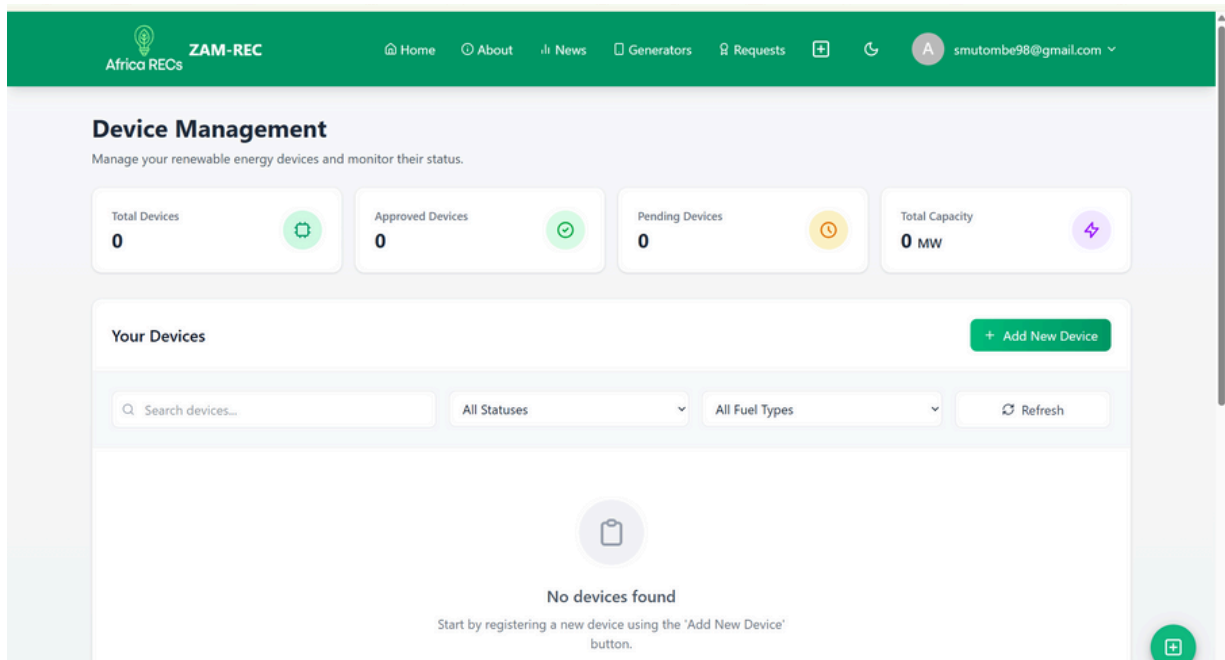 Africa RECs
ZAM-REC
Home
About
News
Generators
Requests
A
smutombe98@gmail.com
Device Management
Manage your renewable energy devices and monitor their status.
Total Devices
0
Approved Devices
0
Pending Devices
0
Total Capacity
0 MW
Your Devices
+ Add New Device
Search devices...
All Statuses
All Fuel Types
Refresh
No devices found
Start by registering a new device using the 'Add New Device'
button.